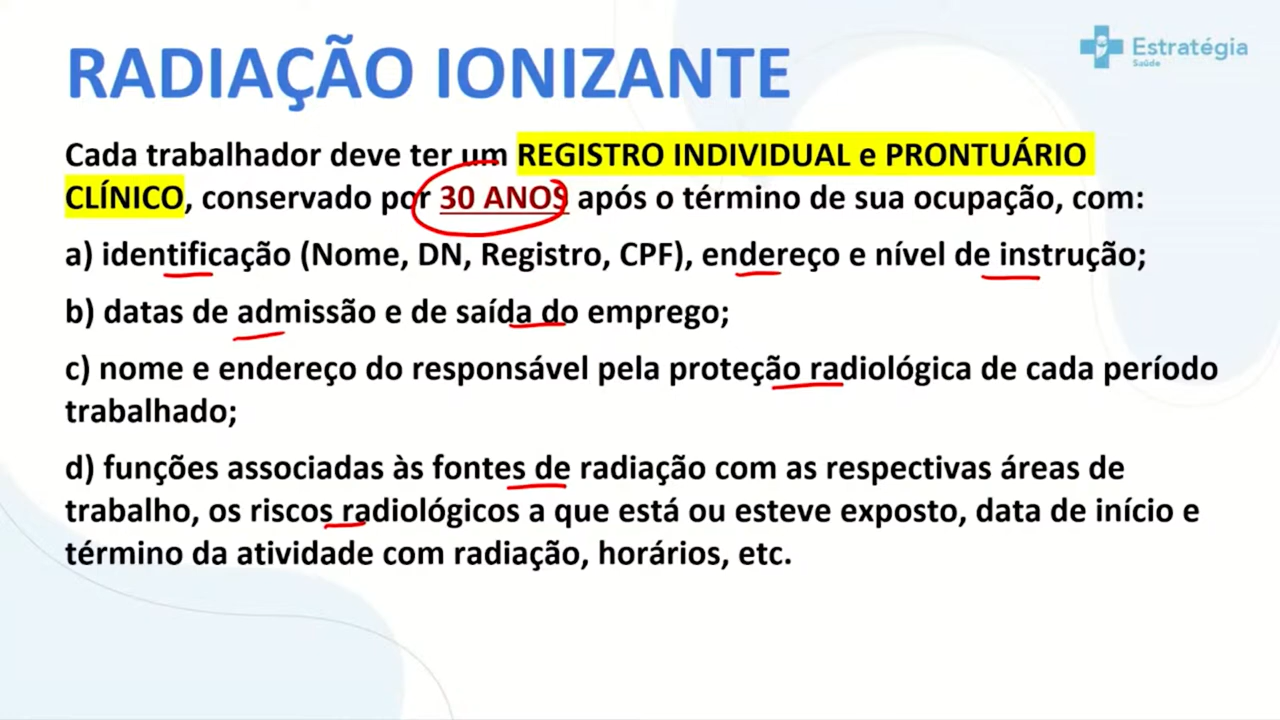 RADIAÇÃO IONIZANTE
Estratégia
Saúde
Cada trabalhador deve ter um REGISTRO INDIVIDUAL e PRONTUÁRIO
CLÍNICO, conservado por 30 ANOS após o término de sua ocupação, com:
a) identificação (Nome, DN, Registro, CPF), endereço e nível de instrução;
b) datas de admissão e de saída do emprego;
c) nome e endereço do responsável pela proteção radiológica de cada período
trabalhado;
d) funções associadas às fontes de radiação com as respectivas áreas de
trabalho, os riscos radiológicos a que está ou esteve exposto, data de início e
término da atividade com radiação, horários, etc.